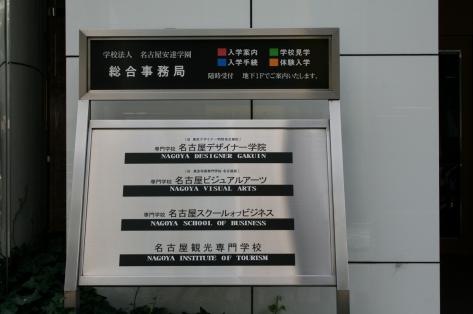 学校法人 名古屋安達学園
総合事務局
入学案内 学校見学
入学手続 体験入学
随時受付 地下1Fでご案内いたします。
専門学校 名古屋デザイナー学院
NAGOYA DESIGNER GAKUIN
専門学校 名古屋ビジュアルアーツ
NAGOYA VISUAL ARTS
専門学校 名古屋スクールオブビジネス
NAGOYA SCHOOL OF BUSINESS
名古屋観光専門学校
NAGOYA INSTITUTE OF TOURISM